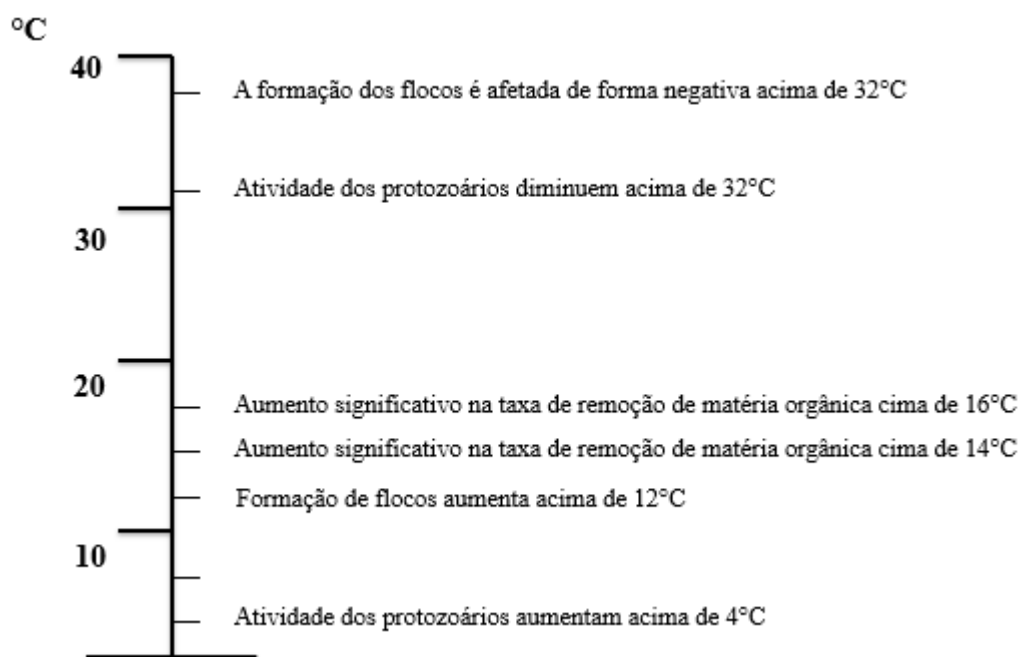 °C
40
A formação dos flocos é afetada de forma negativa acima de 32°C
Atividade dos protozoários diminuem acima de 32°C
30
20
Aumento significativo na taxa de remoção de matéria orgânica cima de 16°C
Aumento significativo na taxa de remoção de matéria orgânica cima de 14°C
Formação de flocos aumenta acima de 12°C
10
Atividade dos protozoários aumentam acima de 4°C